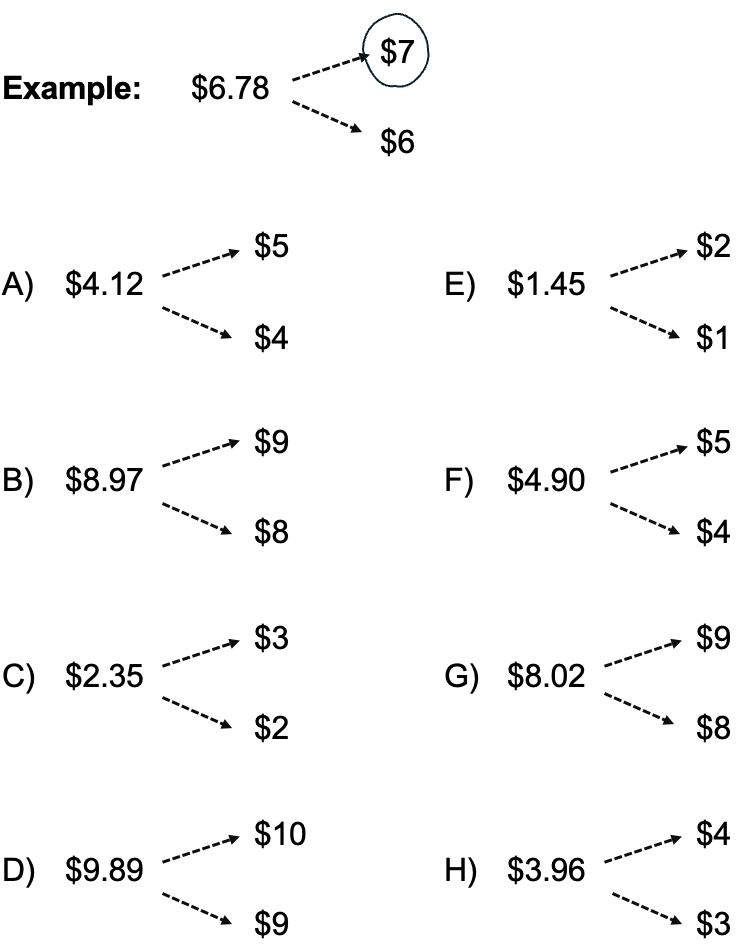 $7
Example: $6.78
$6
$5
A) $4.12
$4
$2
E) $1.45
$1
$9
B) $8.97
$8
$5
F) $4.90
$4
$3
C) $2.35
$2
$9
G) $8.02
$8
$10
D) $9.89
$9
$4
H) $3.96
$3